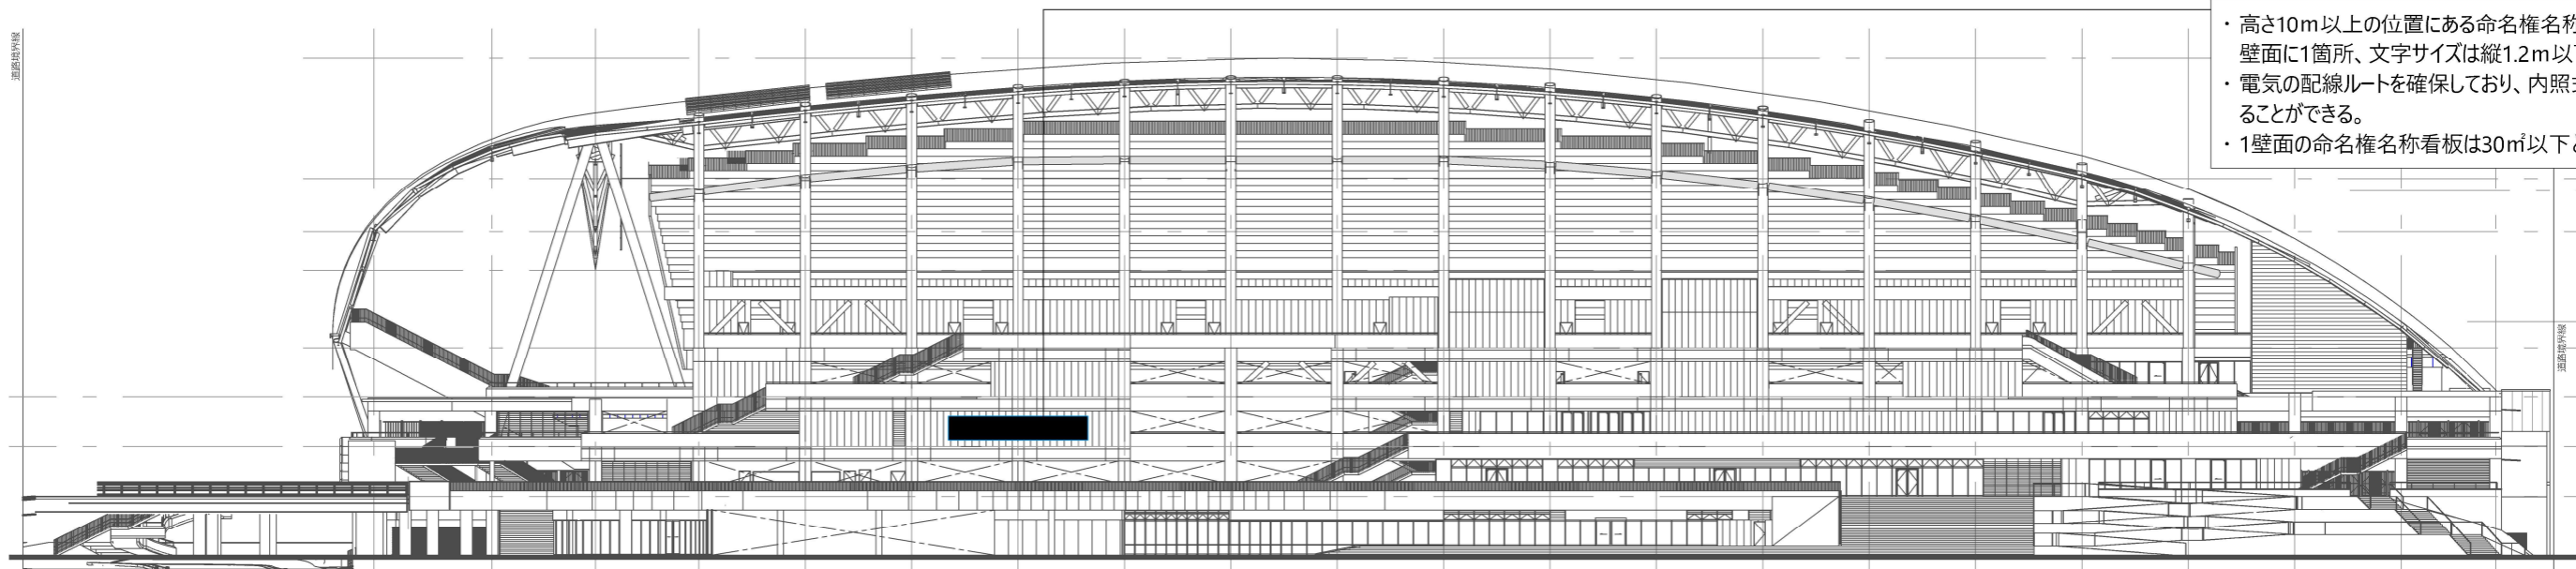 道路境界線
・高さ10m以上の位置にある命名権名称
壁面に1箇所、文字サイズは縦1.2m以
・電気の配線ルートを確保しており、内照
ることができる。
・1壁面の命名権名称看板は30㎡以下
道路境界線